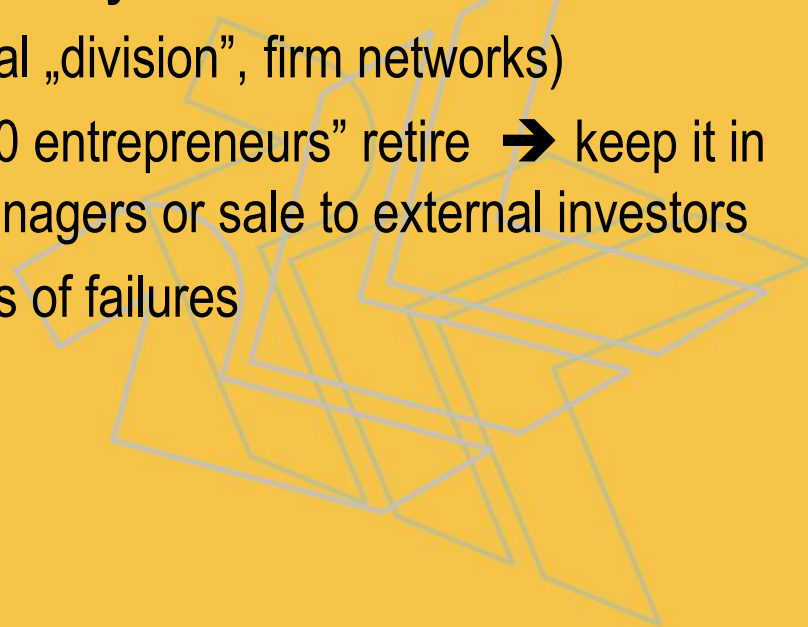 al „division”, firm networks)
0 entrepreneurs” retire ➔ keep it in
nagers or sale to external investors
s of failures